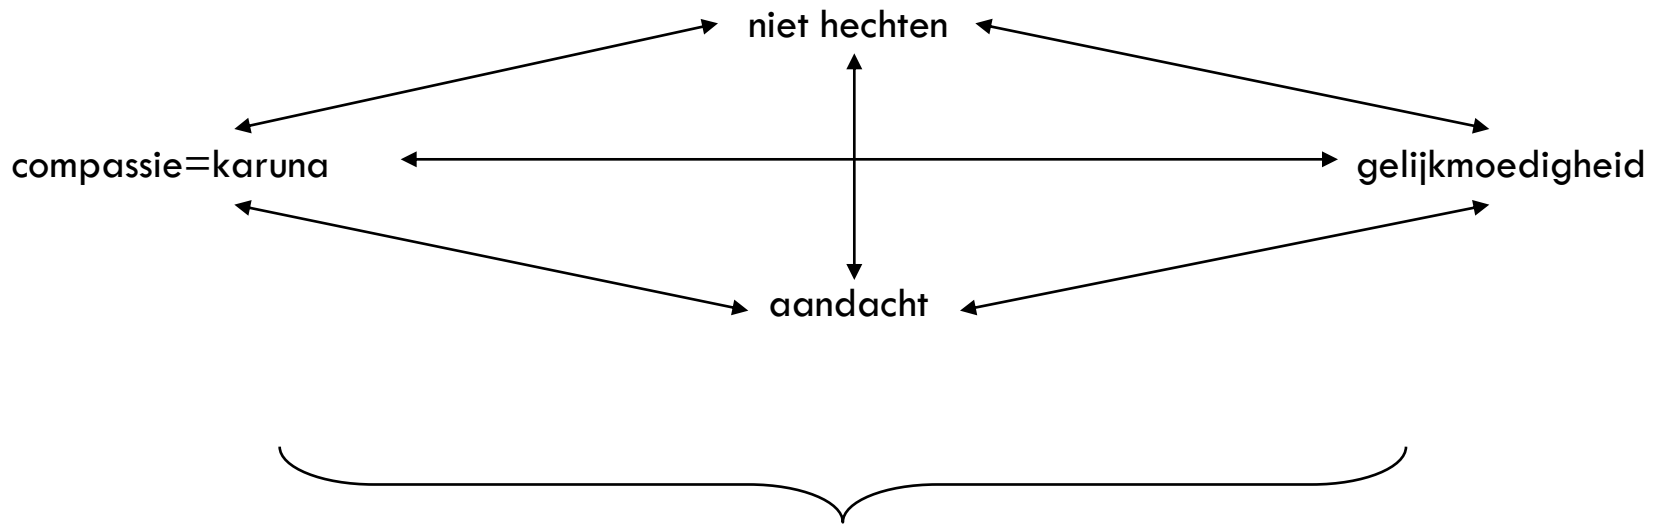 niet hechten
compassie=karuna
gelijkmoedigheid
aandacht